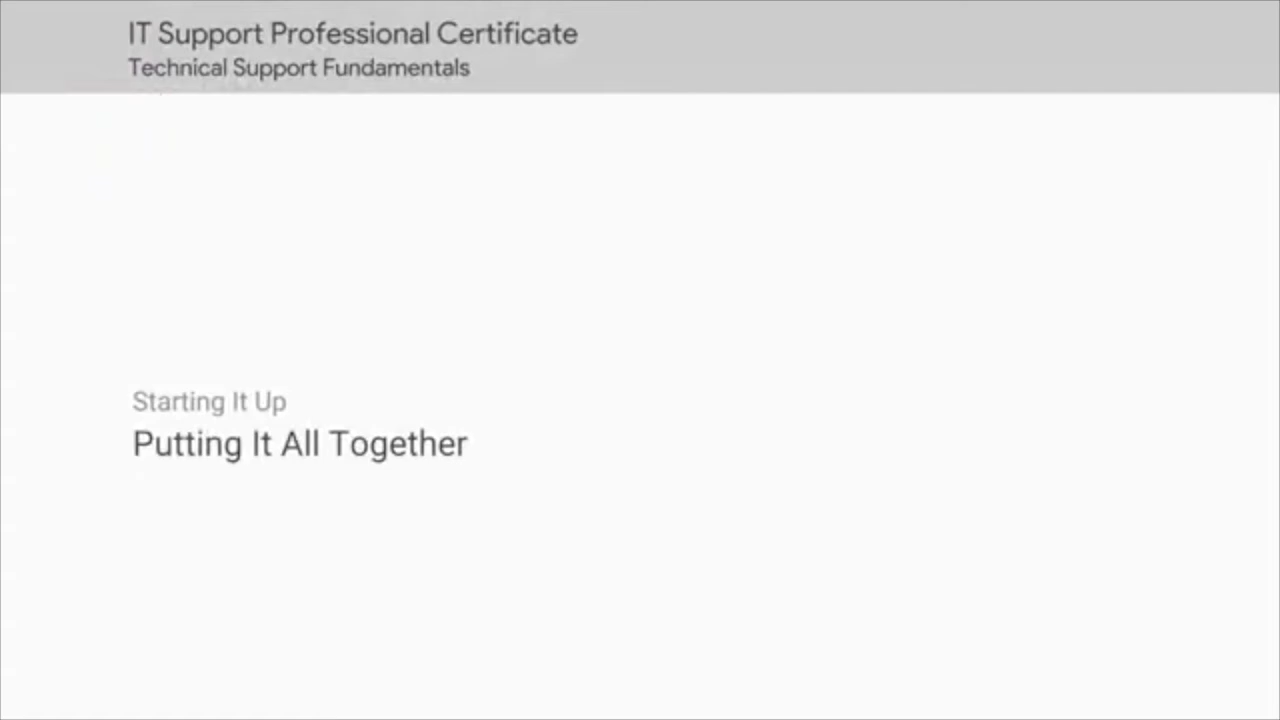 IT Support Professional Certificate
Technical Support Fundamentals
Starting It Up
Putting It All Together